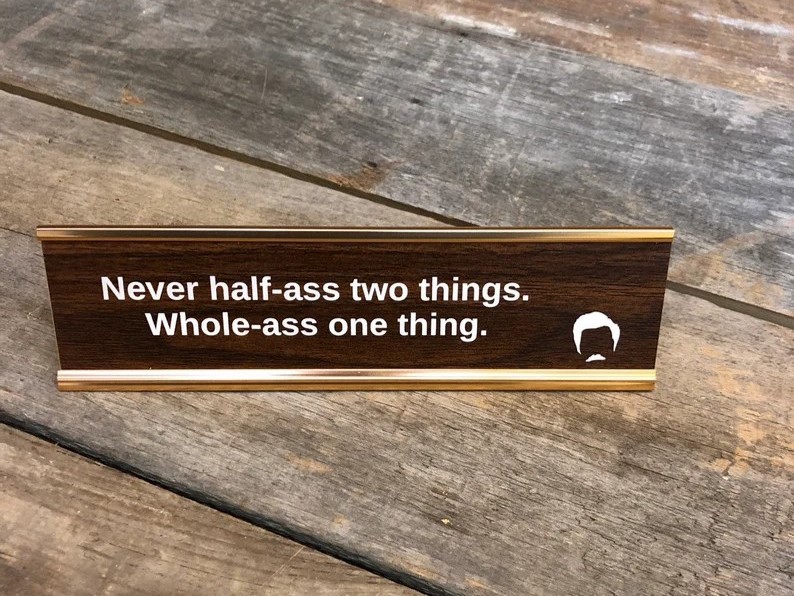 Never half-ass two things.
Whole-ass one thing.